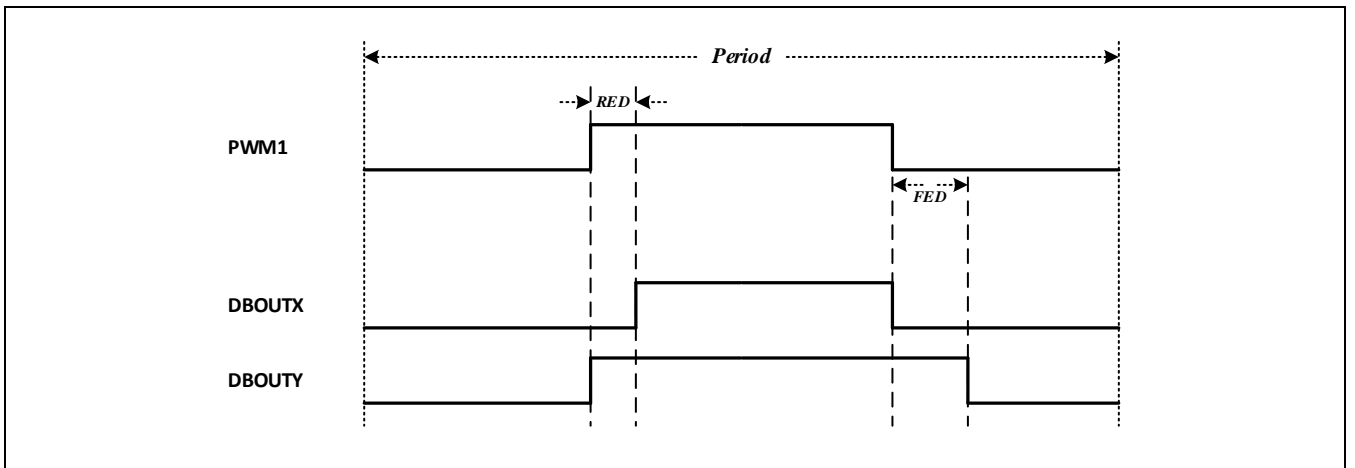 Period
RED
PWM1
FED
DBOUTX
DBOUTY